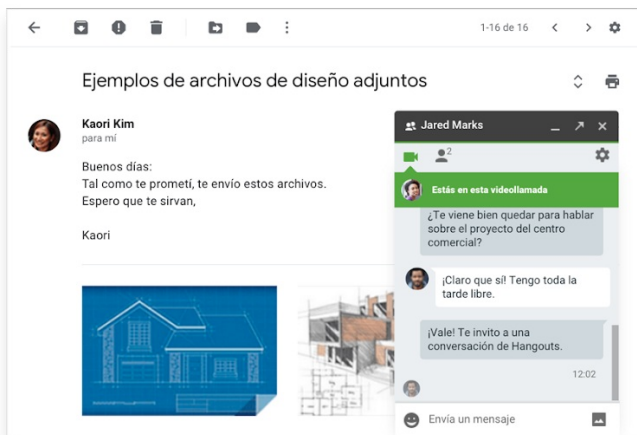 1-16 de 16
Ejemplos de archivos de diseño adjuntos
Kaori Kim
para mí
Buenos días:
Tal como te prometí, te envío estos archivos.
Espero que te sirvan,
Kaori
Jared Marks
2
Estás en esta videollamada
¿Te viene bien quedar para hablar
sobre el proyecto del centro
comercial?
¡Claro que sí! Tengo toda la
tarde libre.
¡Vale! Te invito a una
conversación de Hangouts.
12:02
Envía un mensaje